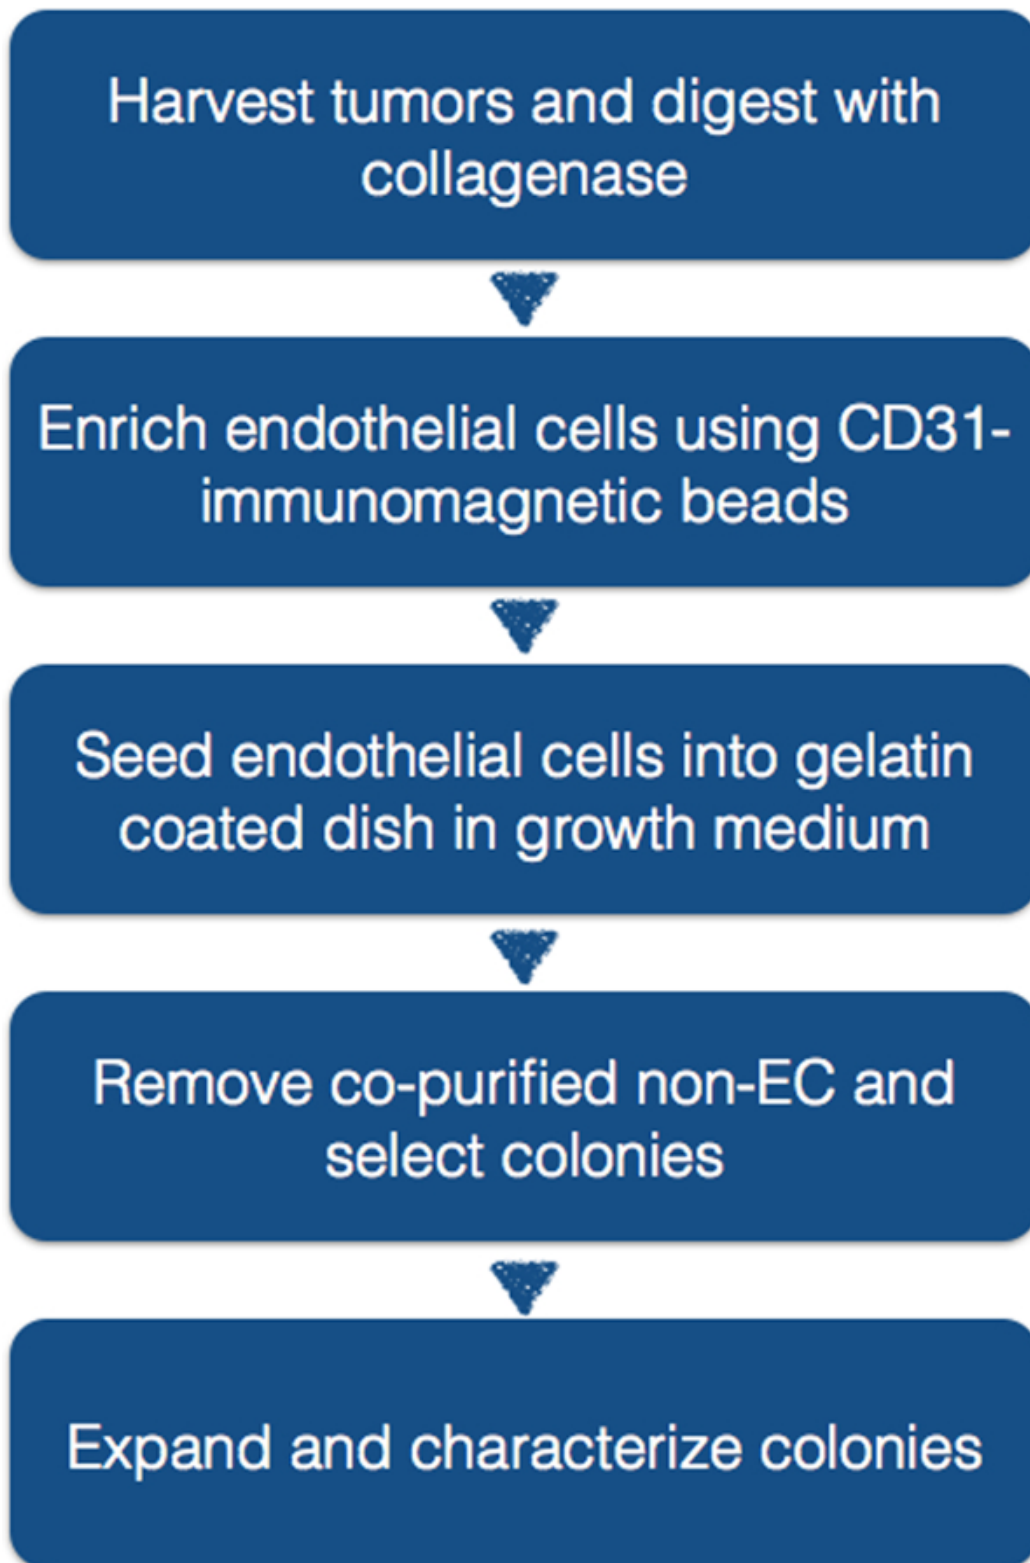 Harvest tumors and digest with
collagenase
Enrich endothelial cells using CD31-
immunomagnetic beads
Seed endothelial cells into gelatin
coated dish in growth medium
Remove co-purified non-EC and
select colonies
Expand and characterize colonies